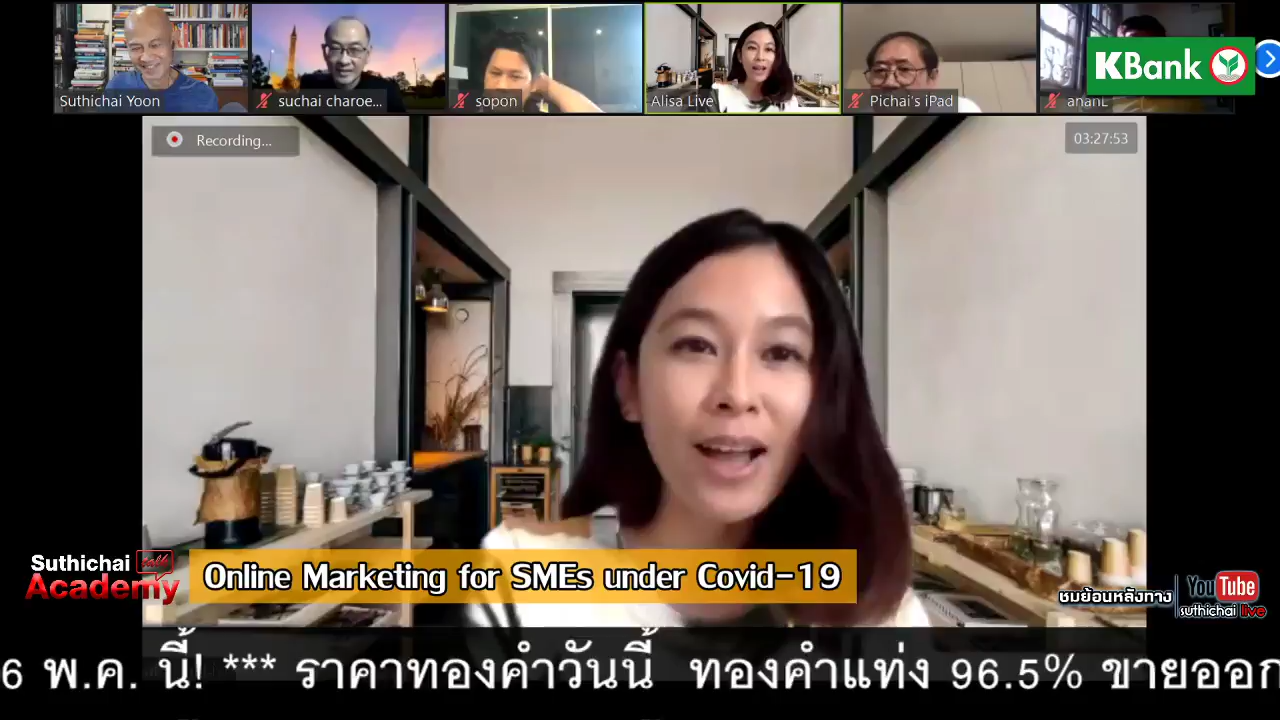 Suthichai Yoon
suchai charoe...
sopon
Alisa Live
Pichai's iPad
ananL
KBank
Recording...
03:27:53
Suthichai Talk
Academy
Online Marketing for SMEs under Covid-19
ชมย้อนหลังทาง
YouTube
suthichai live
6 พ.ค. นี้! *** ราคาทองคำวันนี้ ทองคำแท่ง 96.5% ขายออก